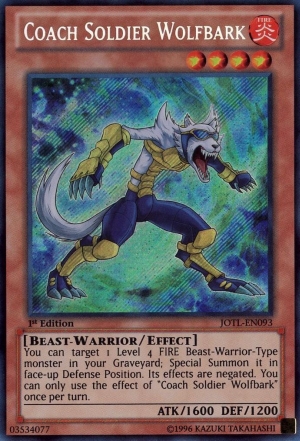 COACH SOLDIER WOLFBARK
FIRE
炎
1st Edition
JOTL-EN093
[BEAST-WARRIOR/EFFECT]
You can target 1 Level 4 FIRE Beast-Warrior-Type
monster in your Graveyard; Special Summon it in
face-up Defense Position. Its effects are negated. You
can only use the effect of "Coach Soldier Wolfbark"
once per turn.
ATK/1600 DEF/1200
03534077
©1996 KAZUKI TAKAHASHI